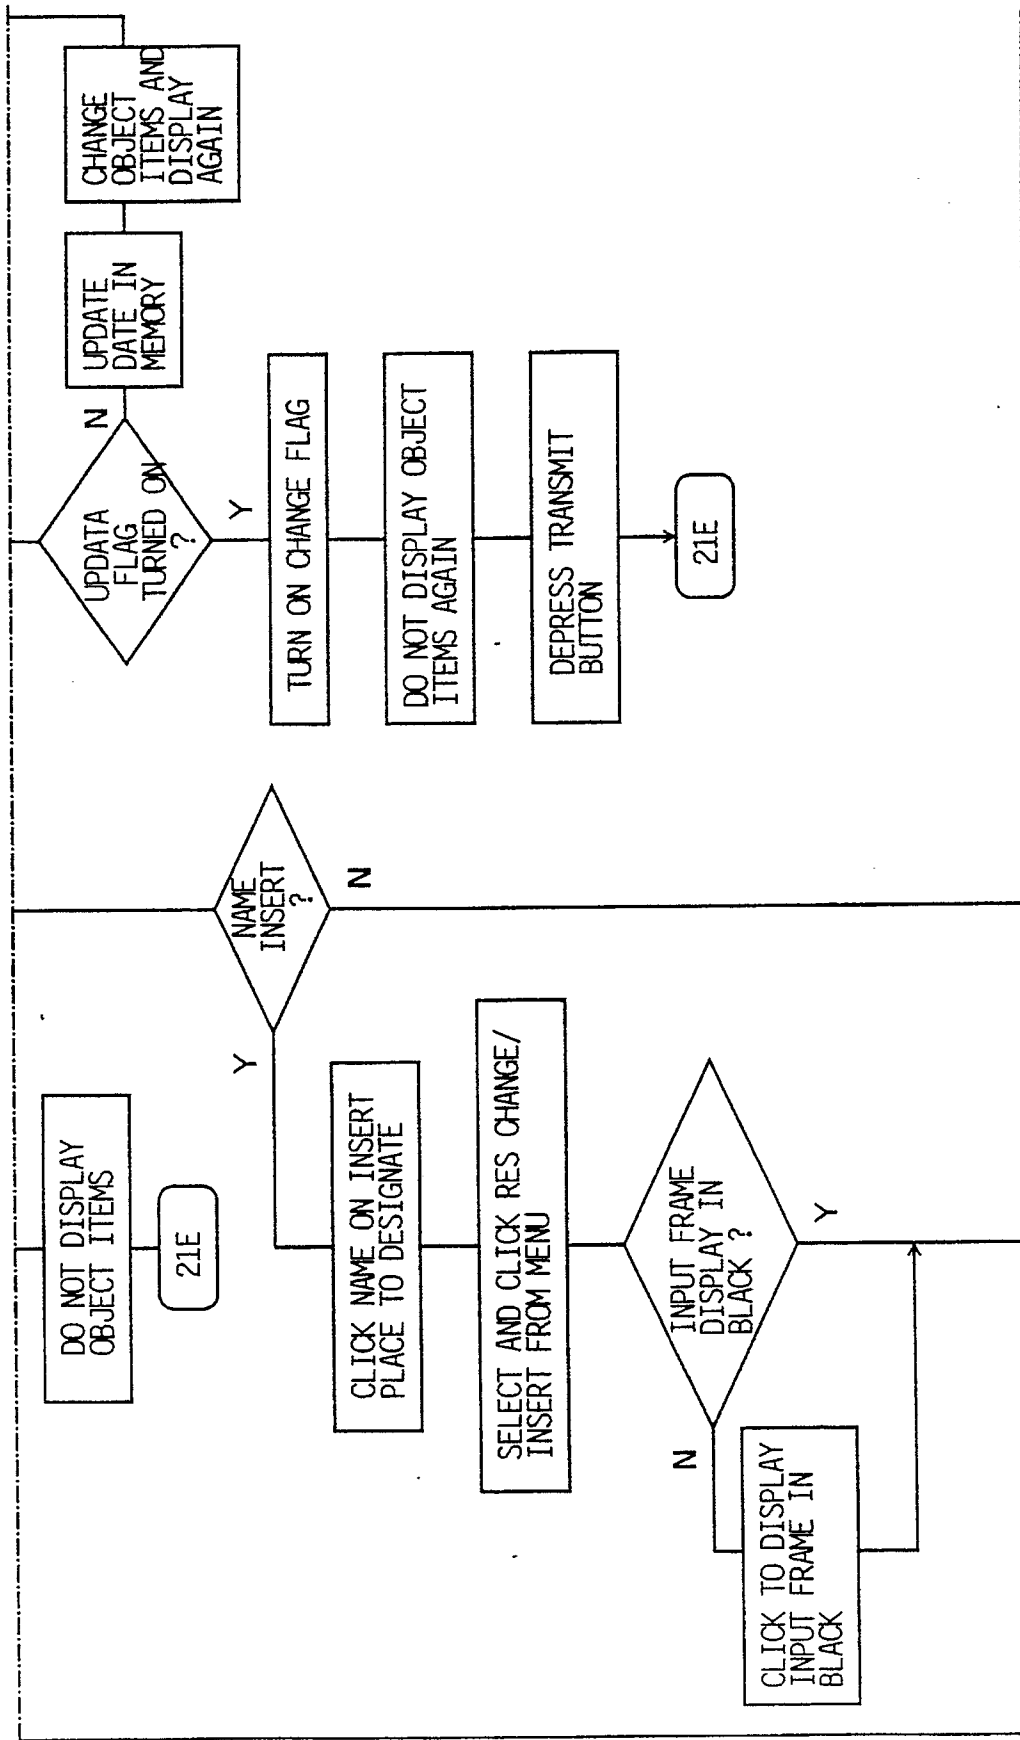 DO NOT DISPLAY
OBJECT ITEMS
21E
NAME
INSERT
?
Y
N
CLICK NAME ON INSERT
PLACE TO DESIGNATE
SELECT AND CLICK RES CHANGE/
INSERT FROM MENU
INPUT FRAME
DISPLAY IN
BLACK ?
N
Y
CLICK TO DISPLAY
INPUT FRAME IN
BLACK
UPDATA
FLAG
TURNED ON
?
N
Y
UPDATE
DATE IN
MEMORY
CHANGE
OBJECT
ITEMS AND
DISPLAY
AGAIN
TURN ON CHANGE FLAG
DO NOT DISPLAY OBJECT
ITEMS AGAIN
DEPRESS TRANSMIT
BUTTON
21E